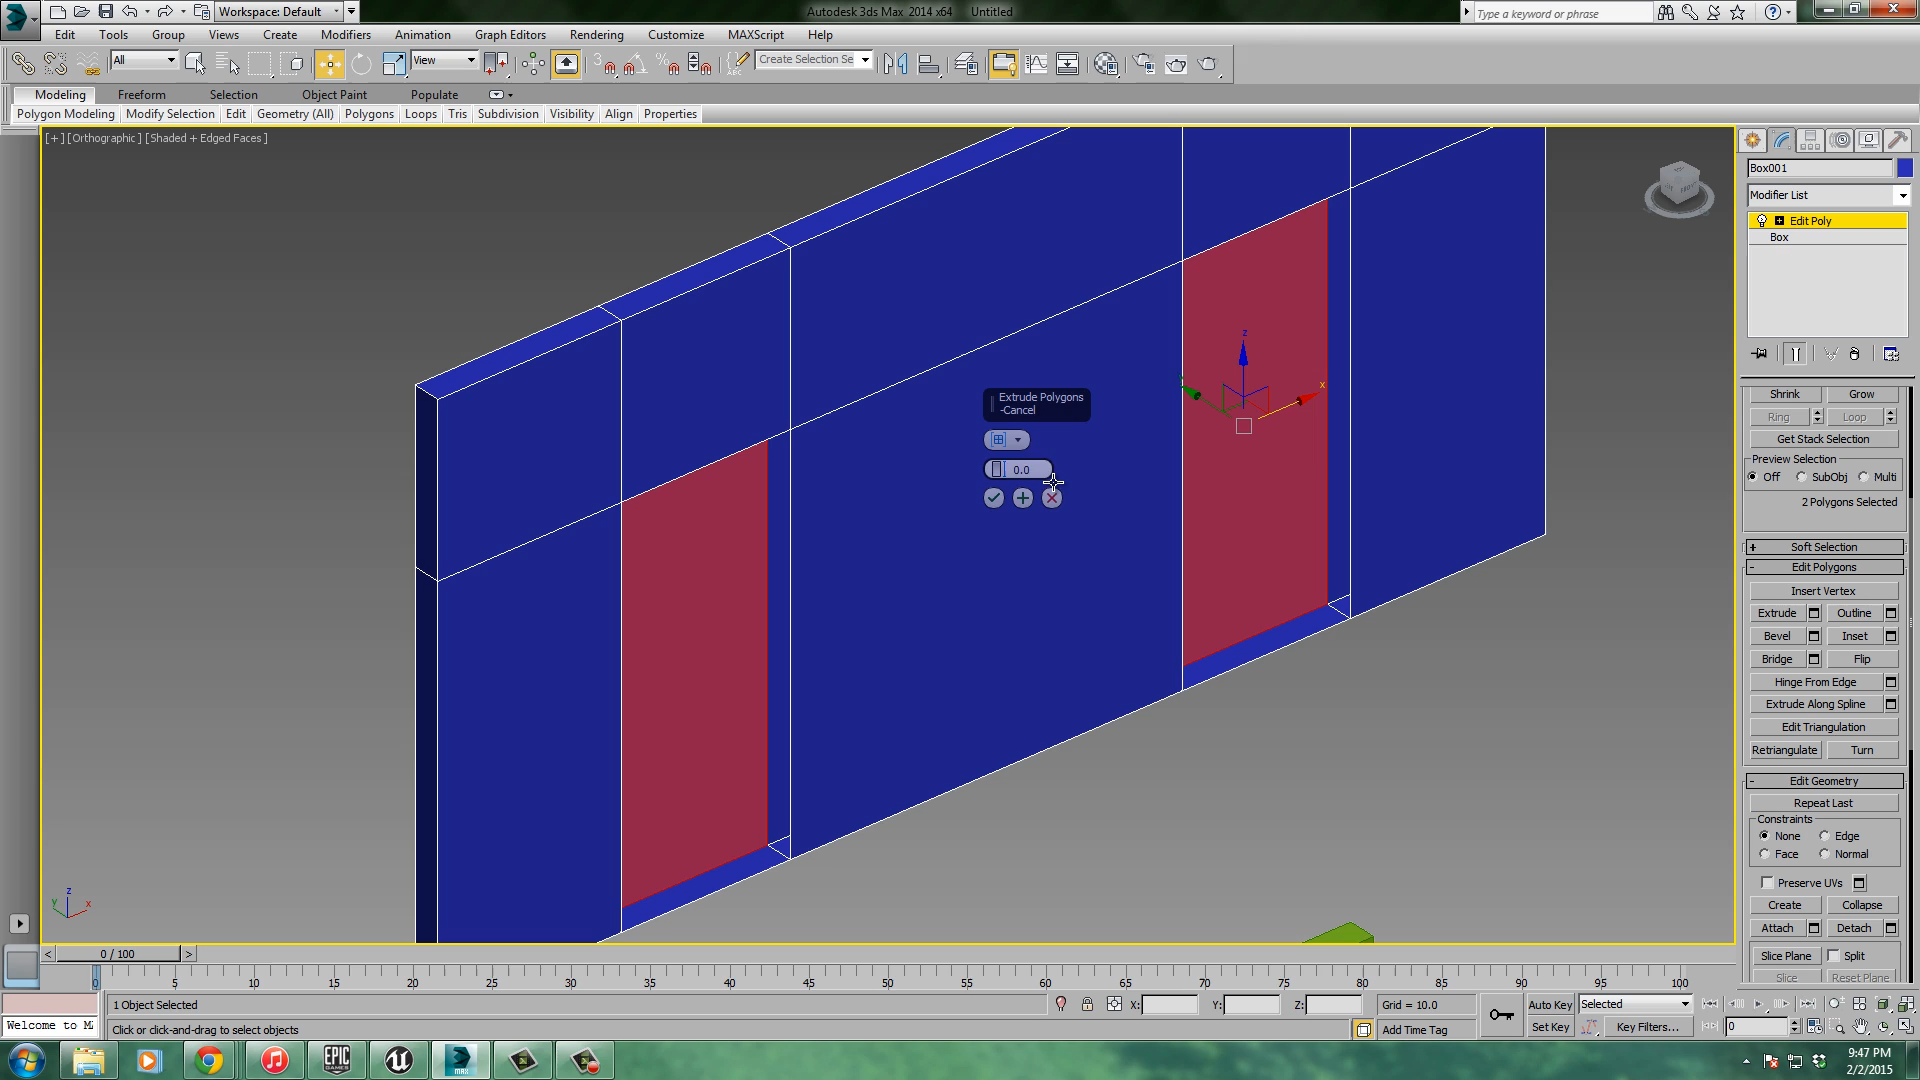 Workspace: Default
Autodesk 3ds Max 2014 x64 Untitled
Type a keyword or phrase
Edit Tools Group Views Create Modifiers Animation Graph Editors Rendering Customize MAXScript Help
All
View
3
Create Selection Se
Modeling Freeform Selection Object Paint Populate
Polygon Modeling Modify Selection Edit Geometry (All) Polygons Loops Tris Subdivision Visibility Align Properties
[+] [Orthographic] [Shaded + Edged Faces]
Box001
Modifier List
Edit Poly
Box
Extrude Polygons
-Cancel
0.0
z
x
Shrink Grow
Ring Loop
Get Stack Selection
Preview Selection
Off SubObj Multi
2 Polygons Selected
+ Soft Selection
- Edit Polygons
Insert Vertex
Extrude Outline
Bevel Inset
Bridge Flip
Hinge From Edge
Extrude Along Spline
Edit Triangulation
Retriangulate Turn
- Edit Geometry
Repeat Last
Constraints
None Edge
Face Normal
Preserve UVs
Create Collapse
Attach Detach
Slice Plane Split
Slice Reset Plane
z
y x
< 0 / 100 >
0 5 10 15 20 25 30 35 40 45 50 55 60 65 70 75 80 85 90 95 100
1 Object Selected
X: Y: Z:
Grid = 10.0
Auto Key Selected
Welcome to M
Click or click-and-drag to select objects
Add Time Tag
Set Key Key Filters...
0
EPIC GAMES
MAX
9:47 PM
2/2/2015